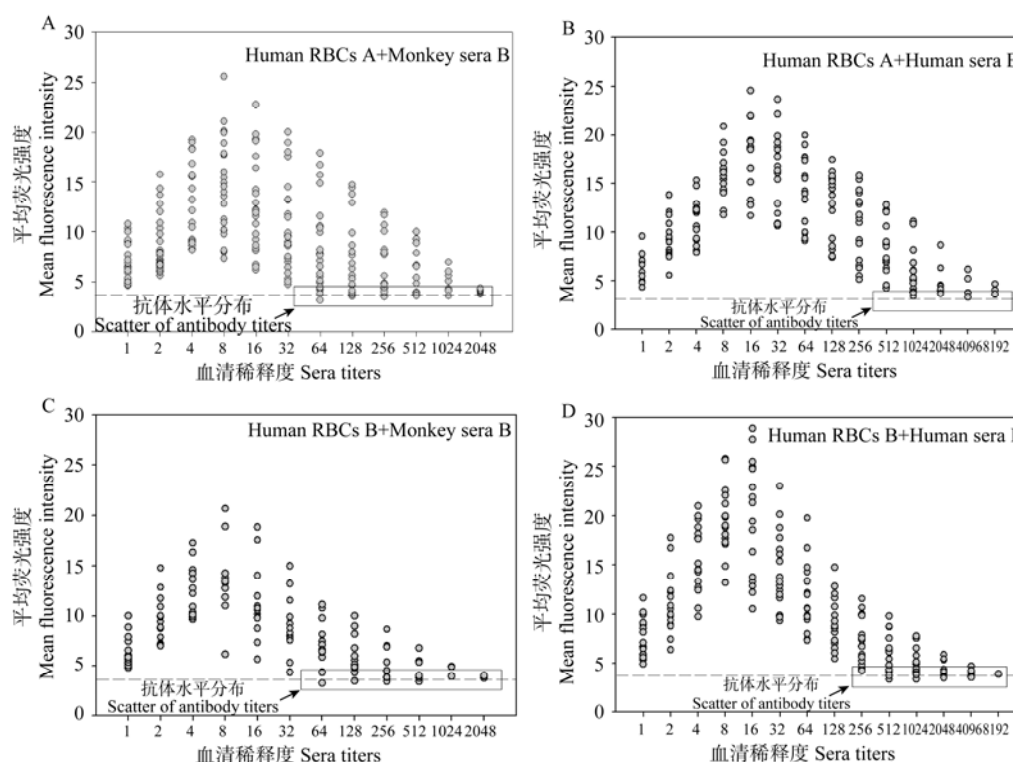 A
Human RBCs A+Monkey sera B
平均荧光强度
Mean fluorescence intensity
30
25
20
15
10
5
0
抗体水平分布
Scatter of antibody titers
1 2 4 8 16 32 64 128 256 512 1024 2048
血清稀释度 Sera titers
B
Human RBCs A+Human sera B
平均荧光强度
Mean fluorescence intensity
30
25
20
15
10
5
0
抗体水平分布
Scatter of antibody titers
1 2 4 8 16 32 64 128 256 512 1024 2048 4096 8192
血清稀释度 Sera titers
C
Human RBCs B+Monkey sera B
平均荧光强度
Mean fluorescence intensity
30
25
20
15
10
5
0
抗体水平分布
Scatter of antibody titers
1 2 4 8 16 32 64 128 256 512 1024 2048
血清稀释度 Sera titers
D
Human RBCs B+Human sera
平均荧光强度
Mean fluorescence intensity
30
25
20
15
10
5
0
抗体水平分布
Scatter of antibody titers
1 2 4 8 16 32 64 128 256 512 1024 2048 4096 8192
血清稀释度 Sera titers